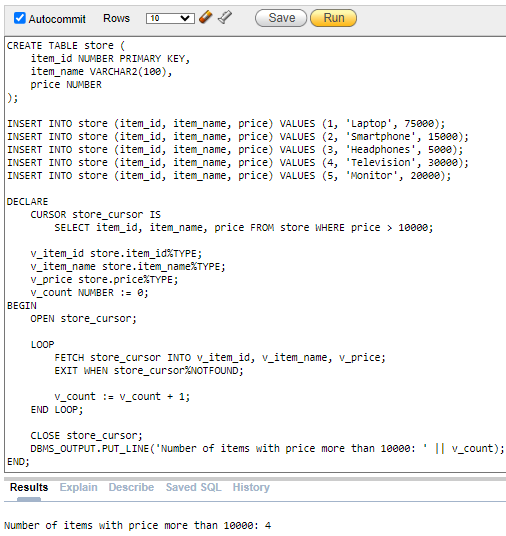 Autocommit Rows 10 Save Run
CREATE TABLE store (
    item_id NUMBER PRIMARY KEY,
    item_name VARCHAR2(100),
    price NUMBER
);

INSERT INTO store (item_id, item_name, price) VALUES (1, 'Laptop', 75000);
INSERT INTO store (item_id, item_name, price) VALUES (2, 'Smartphone', 15000);
INSERT INTO store (item_id, item_name, price) VALUES (3, 'Headphones', 5000);
INSERT INTO store (item_id, item_name, price) VALUES (4, 'Television', 30000);
INSERT INTO store (item_id, item_name, price) VALUES (5, 'Monitor', 20000);

DECLARE
    CURSOR store_cursor IS
        SELECT item_id, item_name, price FROM store WHERE price > 10000;

    v_item_id store.item_id%TYPE;
    v_item_name store.item_name%TYPE;
    v_price store.price%TYPE;
    v_count NUMBER := 0;
BEGIN
    OPEN store_cursor;

    LOOP
        FETCH store_cursor INTO v_item_id, v_item_name, v_price;
        EXIT WHEN store_cursor%NOTFOUND;

        v_count := v_count + 1;
    END LOOP;

    CLOSE store_cursor;
    DBMS_OUTPUT.PUT_LINE('Number of items with price more than 10000: ' || v_count);
END;
Results Explain Describe Saved SQL History
Number of items with price more than 10000: 4